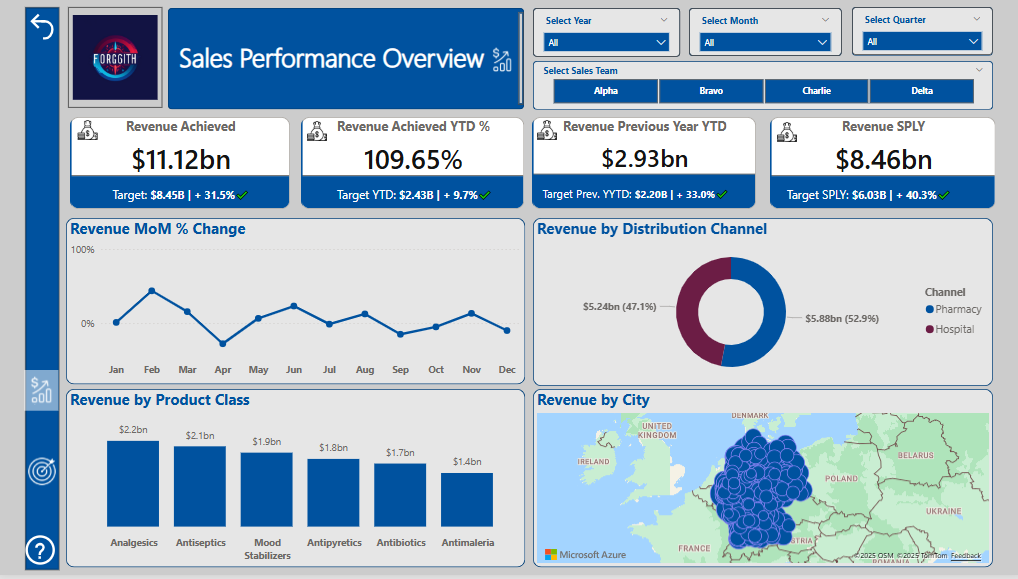 FORGGITH
Sales Performance Overview
Select Year
All
Select Month
All
Select Quarter
All
Select Sales Team
Alpha
Bravo
Charlie
Delta
Revenue Achieved
$11.12bn
Target: $8.45B | + 31.5%
Revenue Achieved YTD %
109.65%
Target YTD: $2.43B | + 9.7%
Revenue Previous Year YTD
$2.93bn
Target Prev. YYTD: $2.20B | + 33.0%
Revenue SPLY
$8.46bn
Target SPLY: $6.03B | + 40.3%
Revenue MoM % Change
100%
0%
Jan Feb Mar Apr May Jun Jul Aug Sep Oct Nov Dec
Revenue by Distribution Channel
$5.24bn (47.1%)
$5.88bn (52.9%)
Channel
Pharmacy
Hospital
Revenue by Product Class
$2.2bn
$2.1bn
$1.9bn
$1.8bn
$1.7bn
$1.4bn
Analgesics
Antiseptics
Mood
Stabilizers
Antipyretics
Antibiotics
Antimalaria
Revenue by City
DENMARK
UNITED
KINGDOM
IRELAND
BELARUS
POLAND
UKRAINE
FRANCE
TRIA
ROMANIA
Microsoft Azure
©2025 OSM ©2025 TomTom Feedback
?